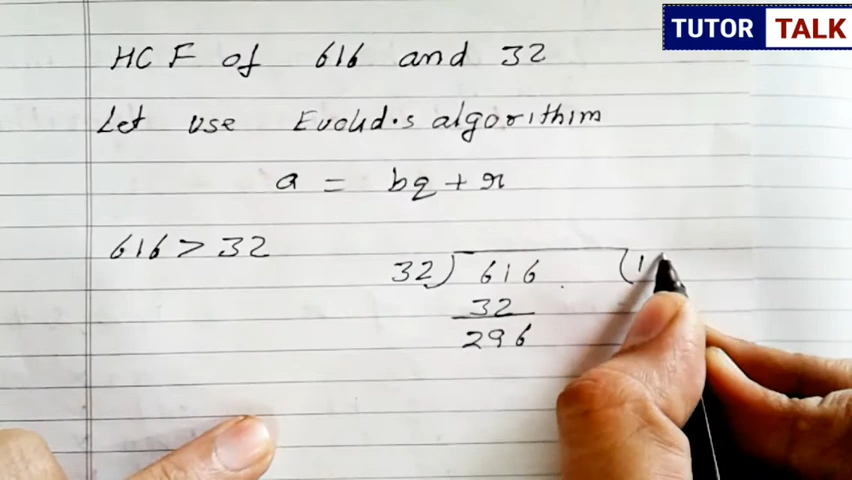 TUTOR TALK
HCF of 616 and 32
Let use Euclid's algorithim
a = bq + r
616 > 32
32) 616 (1
32
296